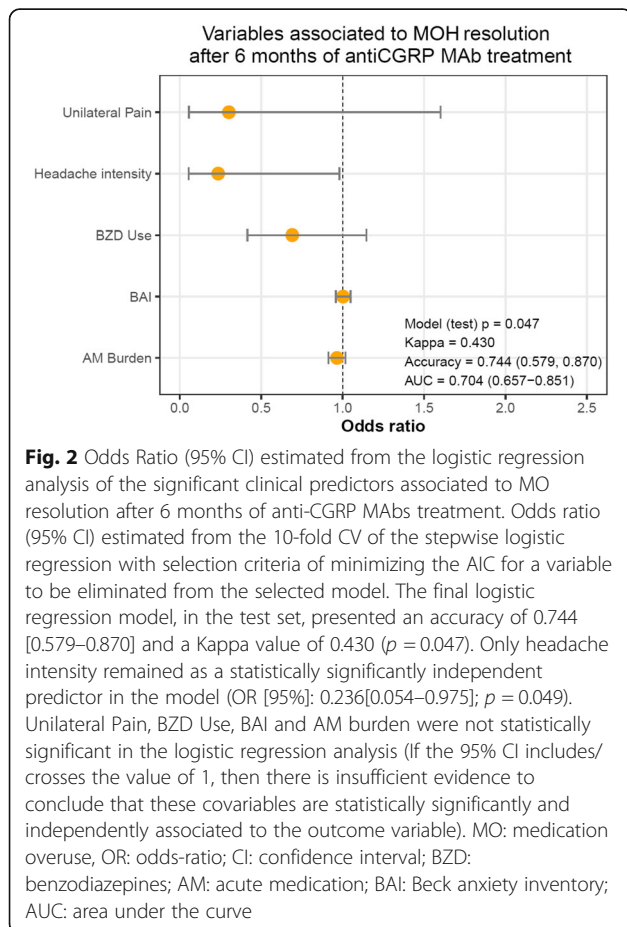 Variables associated to MOH resolution
after 6 months of antiCGRP MAb treatment
Unilateral Pain
Headache intensity
BZD Use
BAI
AM Burden
Model (test) p = 0.047
Kappa = 0.430
Accuracy = 0.744 (0.579, 0.870)
AUC = 0.704 (0.657−0.851)
0.0 0.5 1.0 1.5 2.0 2.5
Odds ratio
Fig. 2 Odds Ratio (95% CI) estimated from the logistic regression
analysis of the significant clinical predictors associated to MO
resolution after 6 months of anti-CGRP MAbs treatment. Odds ratio
(95% CI) estimated from the 10-fold CV of the stepwise logistic
regression with selection criteria of minimizing the AIC for a variable
to be eliminated from the selected model. The final logistic
regression model, in the test set, presented an accuracy of 0.744
[0.579–0.870] and a Kappa value of 0.430 (p = 0.047). Only headache
intensity remained as a statistically significantly independent
predictor in the model (OR [95%]: 0.236[0.054–0.975]; p = 0.049).
Unilateral Pain, BZD Use, BAI and AM burden were not statistically
significant in the logistic regression analysis (If the 95% CI includes/
crosses the value of 1, then there is insufficient evidence to
conclude that these covariables are statistically significantly and
independently associated to the outcome variable). MO: medication
overuse, OR: odds-ratio; CI: confidence interval; BZD:
benzodiazepines; AM: acute medication; BAI: Beck anxiety inventory;
AUC: area under the curve